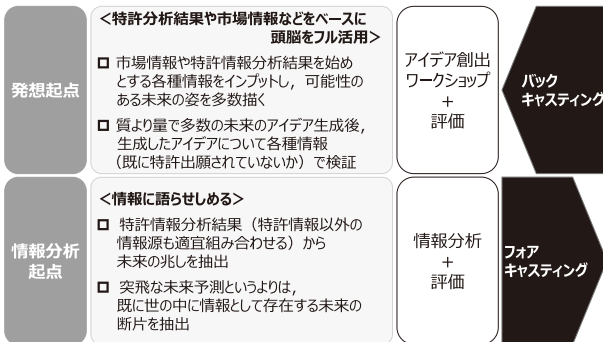 発想起点
＜特許分析結果や市場情報などをベースに
頭脳をフル活用＞
市場情報や特許情報分析結果を始め
とする各種情報をインプットし，可能性の
ある未来の姿を多数描く
質より量で多数の未来のアイデア生成後，
生成したアイデアについて各種情報
（既に特許出願されていないか）で検証
アイデア創出
ワークショップ
+
評価
バック
キャスティング
情報分析
起点
＜情報に語らせしめる＞
特許情報分析結果（特許情報以外の
情報源も適宜組み合わせる）から
未来の兆しを抽出
突飛な未来予測というよりは，
既に世の中に情報として存在する未来の
断片を抽出
情報分析
+
評価
フォア
キャスティング